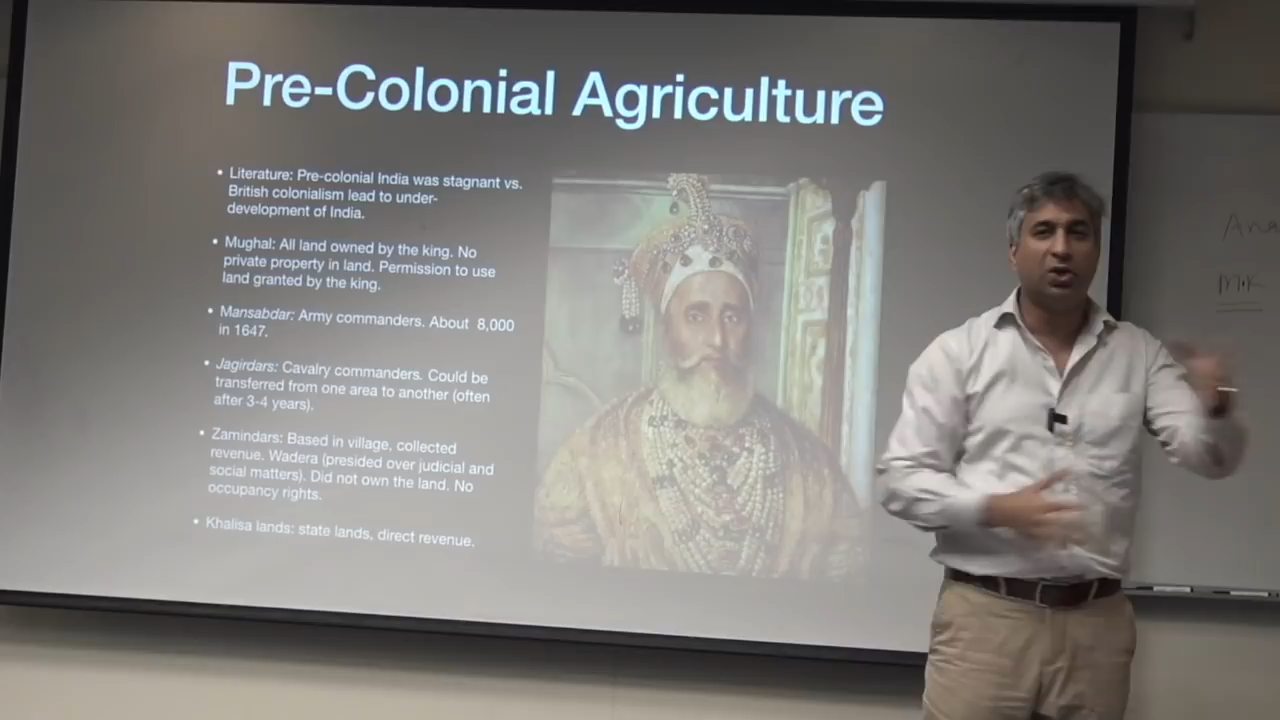 Pre-Colonial Agriculture
• Literature: Pre-colonial India was stagnant vs.
British colonialism lead to under-
development of India.
• Mughal: All land owned by the king. No
private property in land. Permission to use
land granted by the king.
• Mansabdar: Army commanders. About 8,000
in 1647.
• Jagirdars: Cavalry commanders. Could be
transferred from one area to another (often
after 3-4 years).
• Zamindars: Based in village, collected
revenue. Wadera (presided over judicial and
social matters). Did not own the land. No
occupancy rights.
• Khalisa lands: state lands, direct revenue.